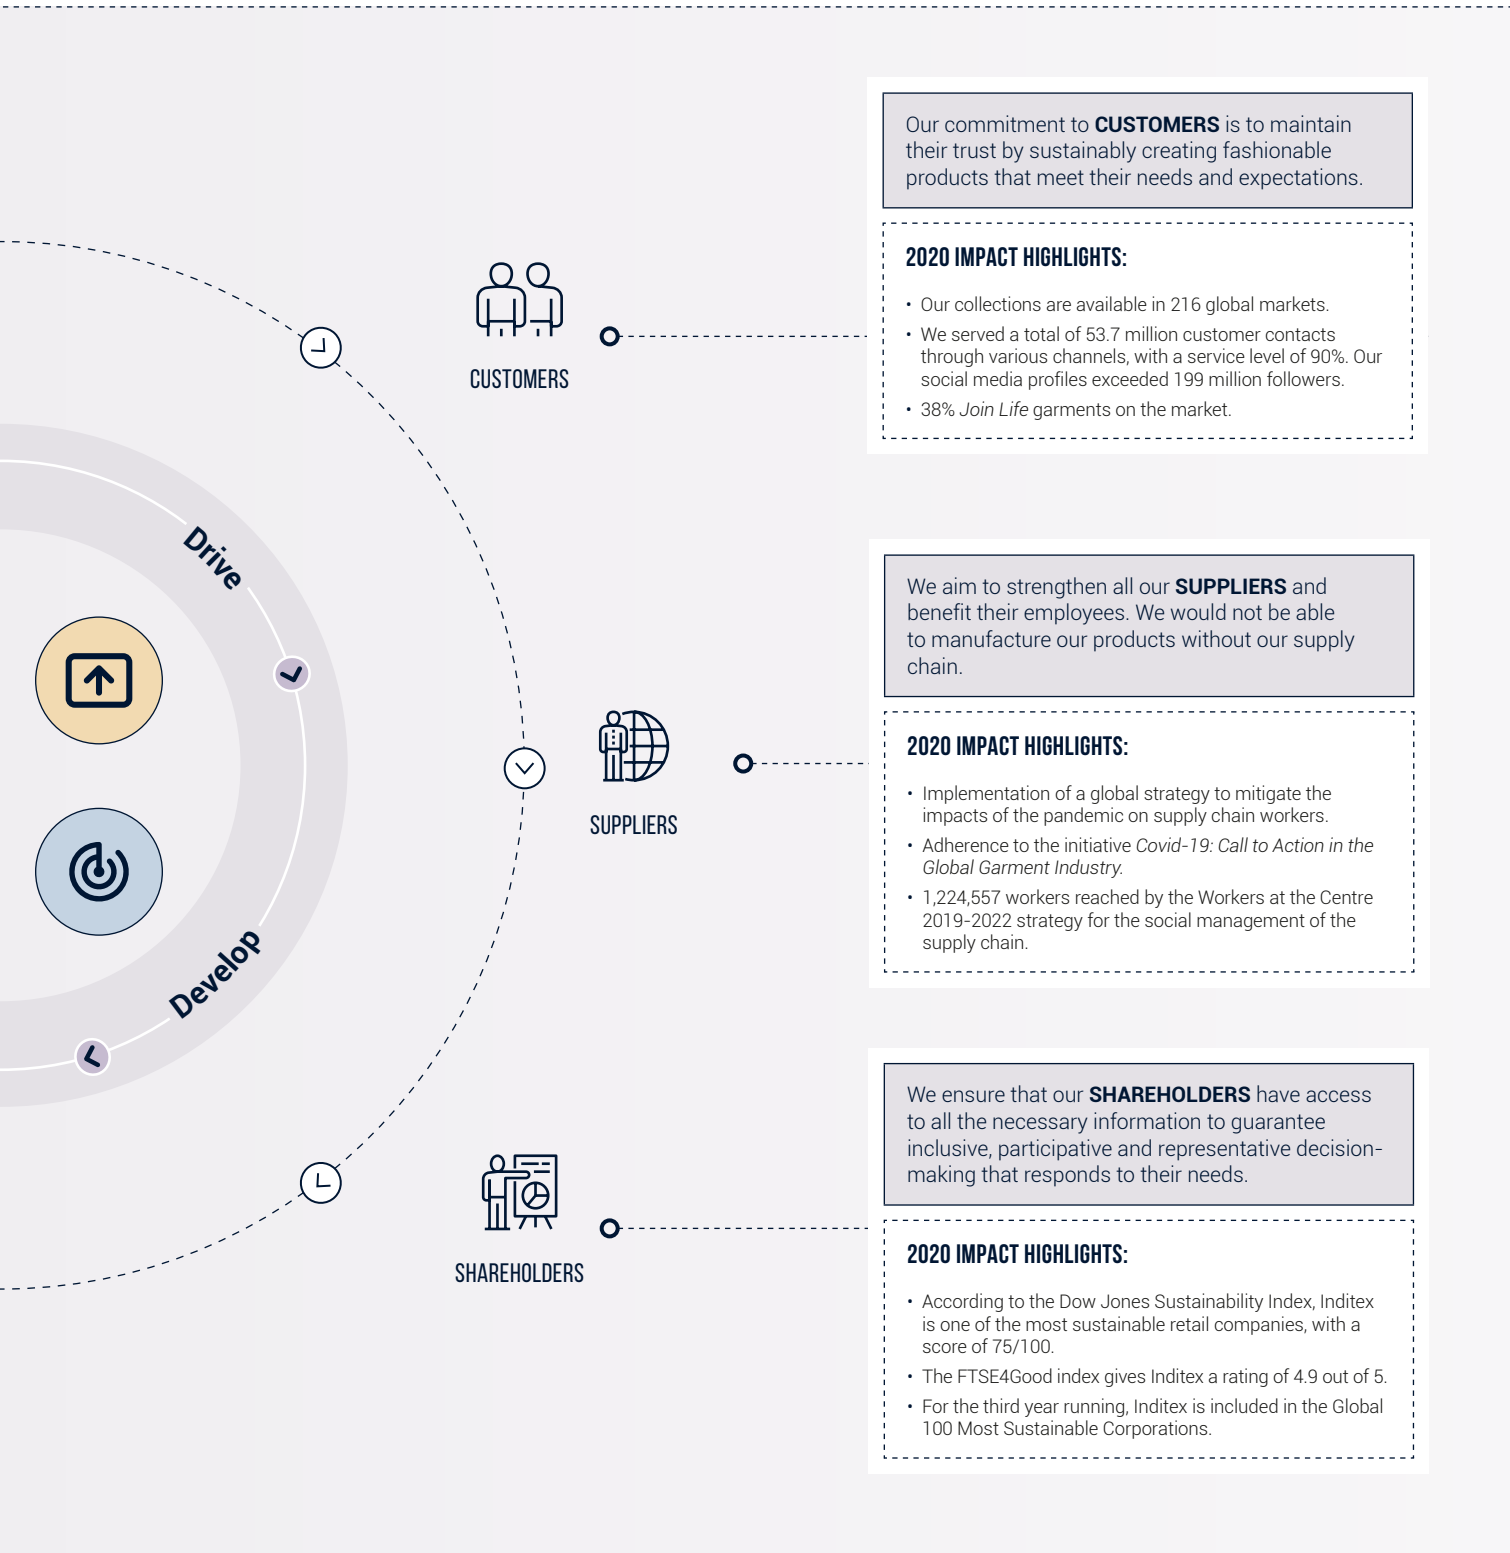 Our commitment to CUSTOMERS is to maintain
their trust by sustainably creating fashionable
products that meet their needs and expectations.
2020 IMPACT HIGHLIGHTS:
• Our collections are available in 216 global markets.
• We served a total of 53.7 million customer contacts
through various channels, with a service level of 90%. Our
social media profiles exceeded 199 million followers.
• 38% Join Life garments on the market.
CUSTOMERS
Drive
We aim to strengthen all our SUPPLIERS and
benefit their employees. We would not be able
to manufacture our products without our supply
chain.
2020 IMPACT HIGHLIGHTS:
• Implementation of a global strategy to mitigate the
impacts of the pandemic on supply chain workers.
• Adherence to the initiative Covid-19: Call to Action in the
Global Garment Industry.
• 1,224,557 workers reached by the Workers at the Centre
2019-2022 strategy for the social management of the
supply chain.
SUPPLIERS
Develop
We ensure that our SHAREHOLDERS have access
to all the necessary information to guarantee
inclusive, participative and representative decision-
making that responds to their needs.
2020 IMPACT HIGHLIGHTS:
• According to the Dow Jones Sustainability Index, Inditex
is one of the most sustainable retail companies, with a
score of 75/100.
• The FTSE4Good index gives Inditex a rating of 4.9 out of 5.
• For the third year running, Inditex is included in the Global
100 Most Sustainable Corporations.
SHAREHOLDERS